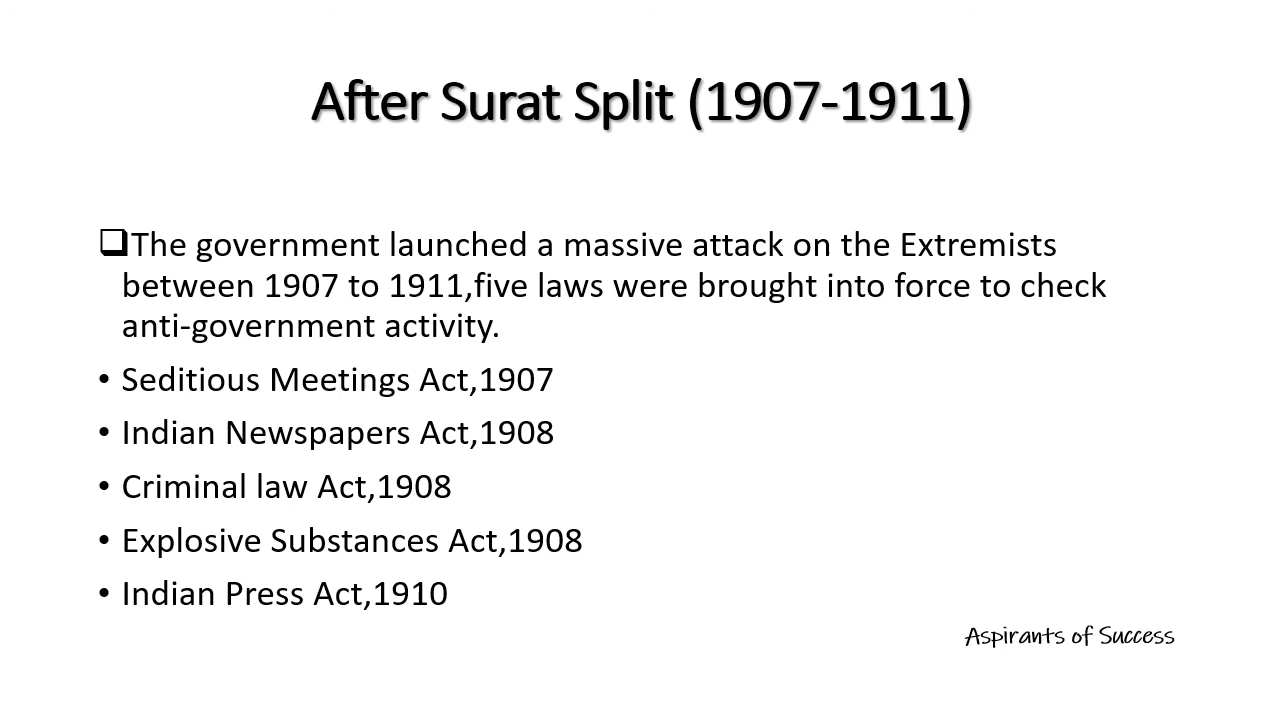 After Surat Split (1907-1911)
❑The government launched a massive attack on the Extremists
between 1907 to 1911,five laws were brought into force to check
anti-government activity.
• Seditious Meetings Act,1907
• Indian Newspapers Act,1908
• Criminal law Act,1908
• Explosive Substances Act,1908
• Indian Press Act,1910
Aspirants of Success